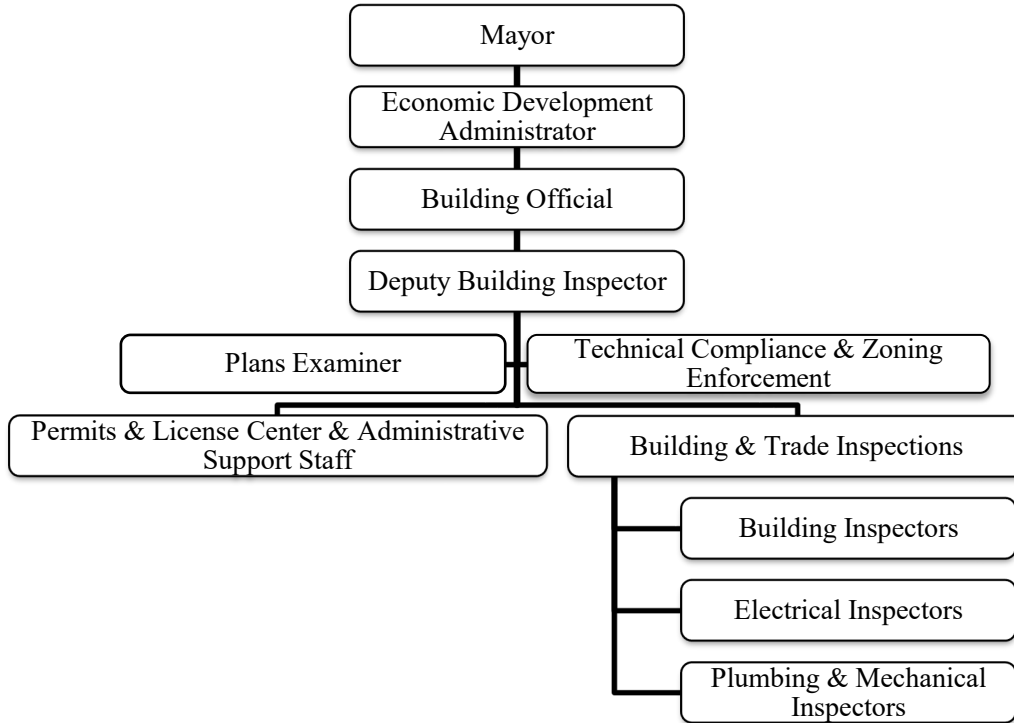 Mayor
Economic Development
Administrator
Building Official
Deputy Building Inspector
Plans Examiner
Technical Compliance & Zoning
Enforcement
Permits & License Center & Administrative
Support Staff
Building & Trade Inspections
Building Inspectors
Electrical Inspectors
Plumbing & Mechanical
Inspectors